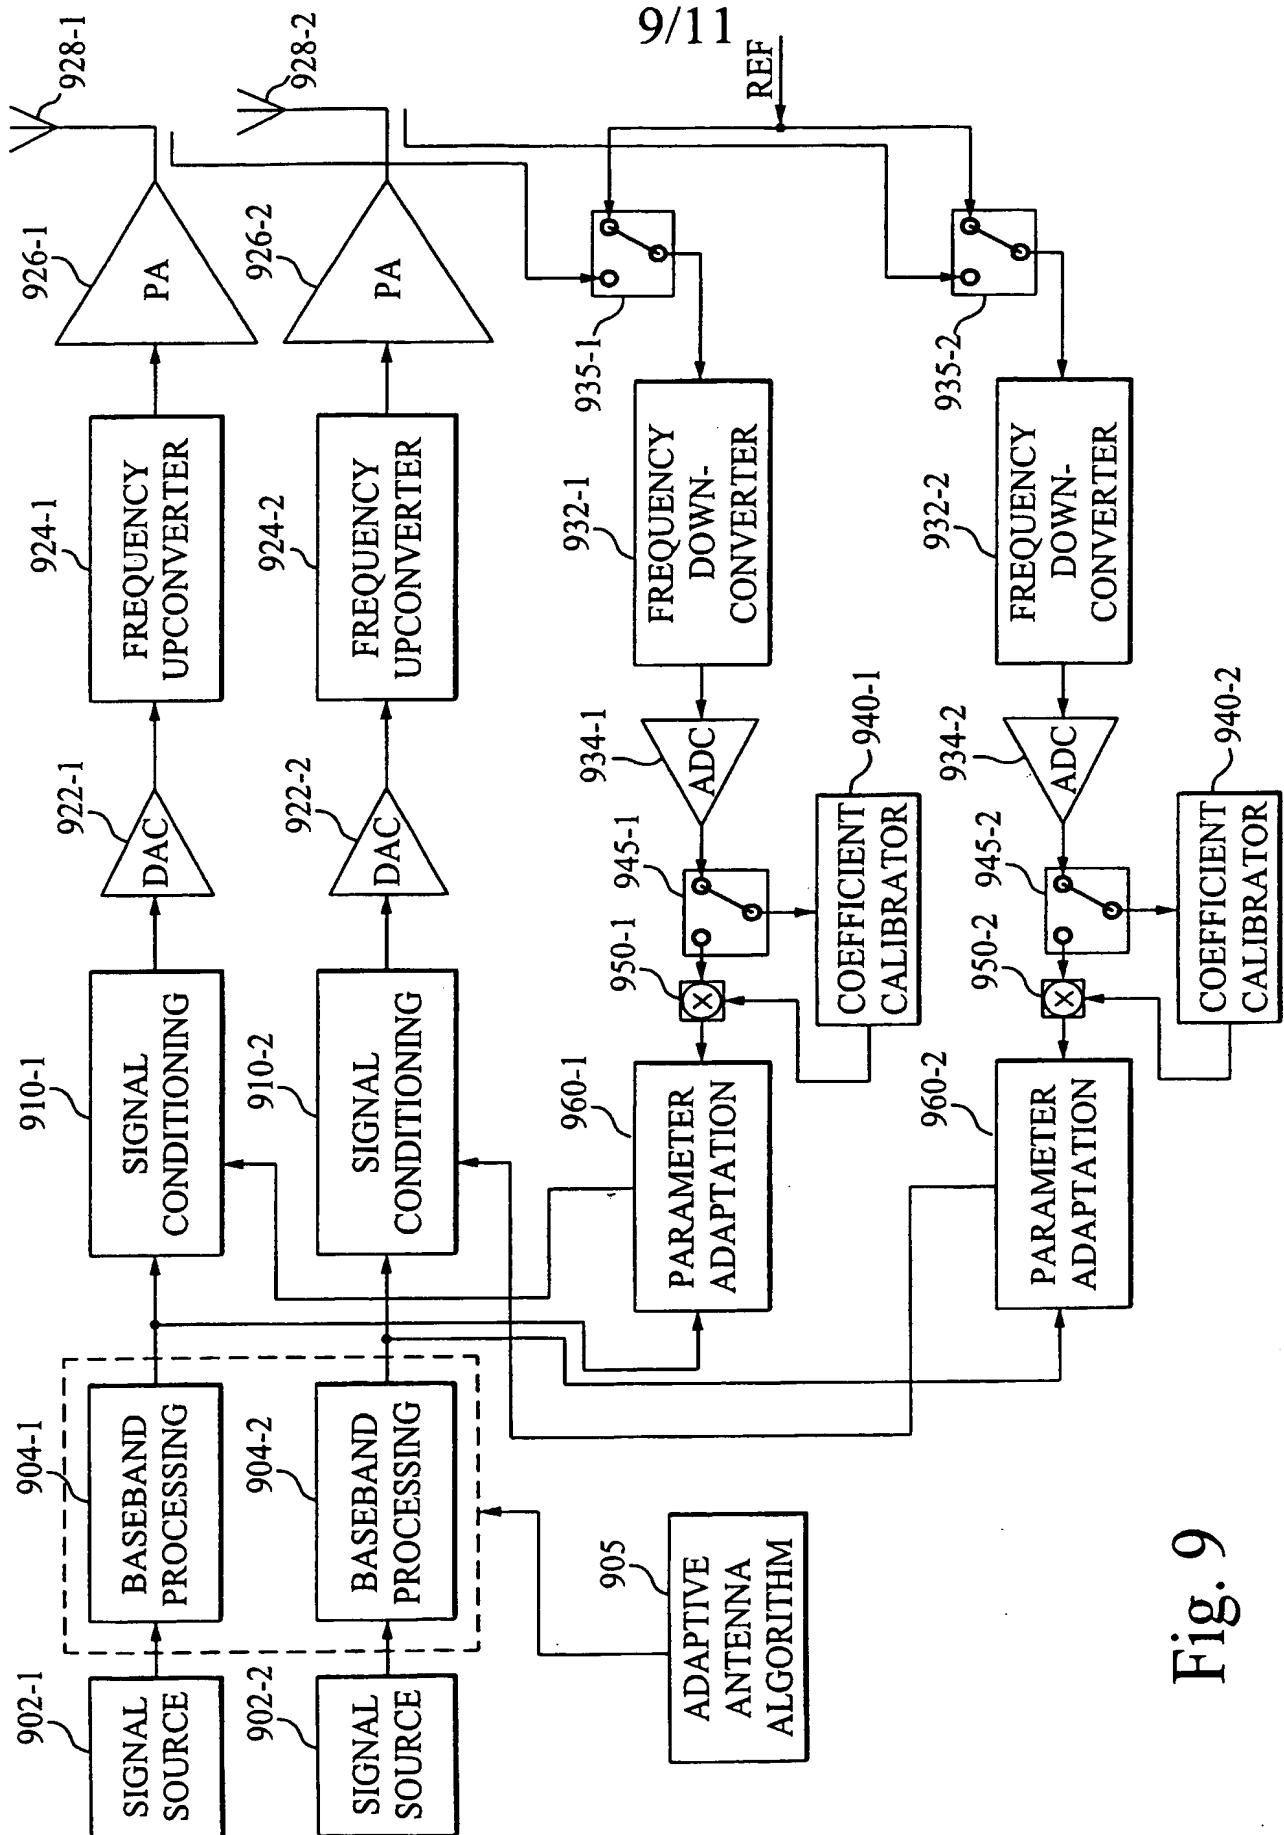 9/11
902-1
SIGNAL
SOURCE
904-1
BASEBAND
PROCESSING
910-1
SIGNAL
CONDITIONING
922-1
DAC
924-1
FREQUENCY
UPCONVERTER
926-1
PA
928-1
902-2
SIGNAL
SOURCE
904-2
BASEBAND
PROCESSING
910-2
SIGNAL
CONDITIONING
922-2
DAC
924-2
FREQUENCY
UPCONVERTER
926-2
PA
928-2
905
ADAPTIVE
ANTENNA
ALGORITHM
960-1
PARAMETER
ADAPTATION
950-1
X
945-1
934-1
ADC
932-1
FREQUENCY
DOWN-
CONVERTER
935-1
REF
940-1
COEFFICIENT
CALIBRATOR
960-2
PARAMETER
ADAPTATION
950-2
X
945-2
934-2
ADC
932-2
FREQUENCY
DOWN-
CONVERTER
935-2
940-2
COEFFICIENT
CALIBRATOR
Fig. 9